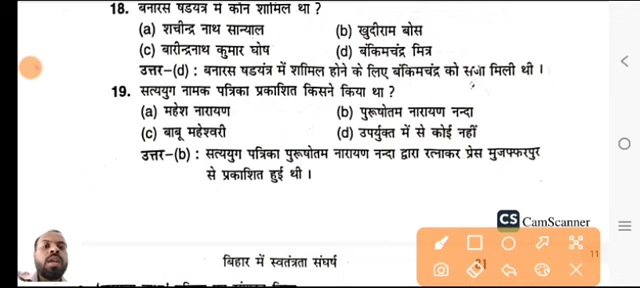 18. बनारस षडयंत्र में कौन शामिल था ?
(a) शचीन्द्र नाथ सान्याल (b) खुदीराम बोस
(c) बारीन्द्रनाथ कुमार घोष (d) बंकिमचंद्र मित्र
उत्तर–(d) : बनारस षडयंत्र में शामिल होने के लिए बंकिमचंद्र को सजा मिली थी ।
19. सत्ययुग नामक पत्रिका प्रकाशित किसने किया था ?
(a) महेश नारायण (b) पुरूषोतम नारायण नन्दा
(c) बाबू महेश्वरी (d) उपर्युक्त में से कोई नहीं
उत्तर–(b) : सत्ययुग पत्रिका पुरूषोतम नारायण नन्दा द्वारा रत्नाकर प्रेस मुजफ्फरपुर
से प्रकाशित हुई थी ।
CS CamScanner
बिहार में स्वतंत्रता संघर्ष
11